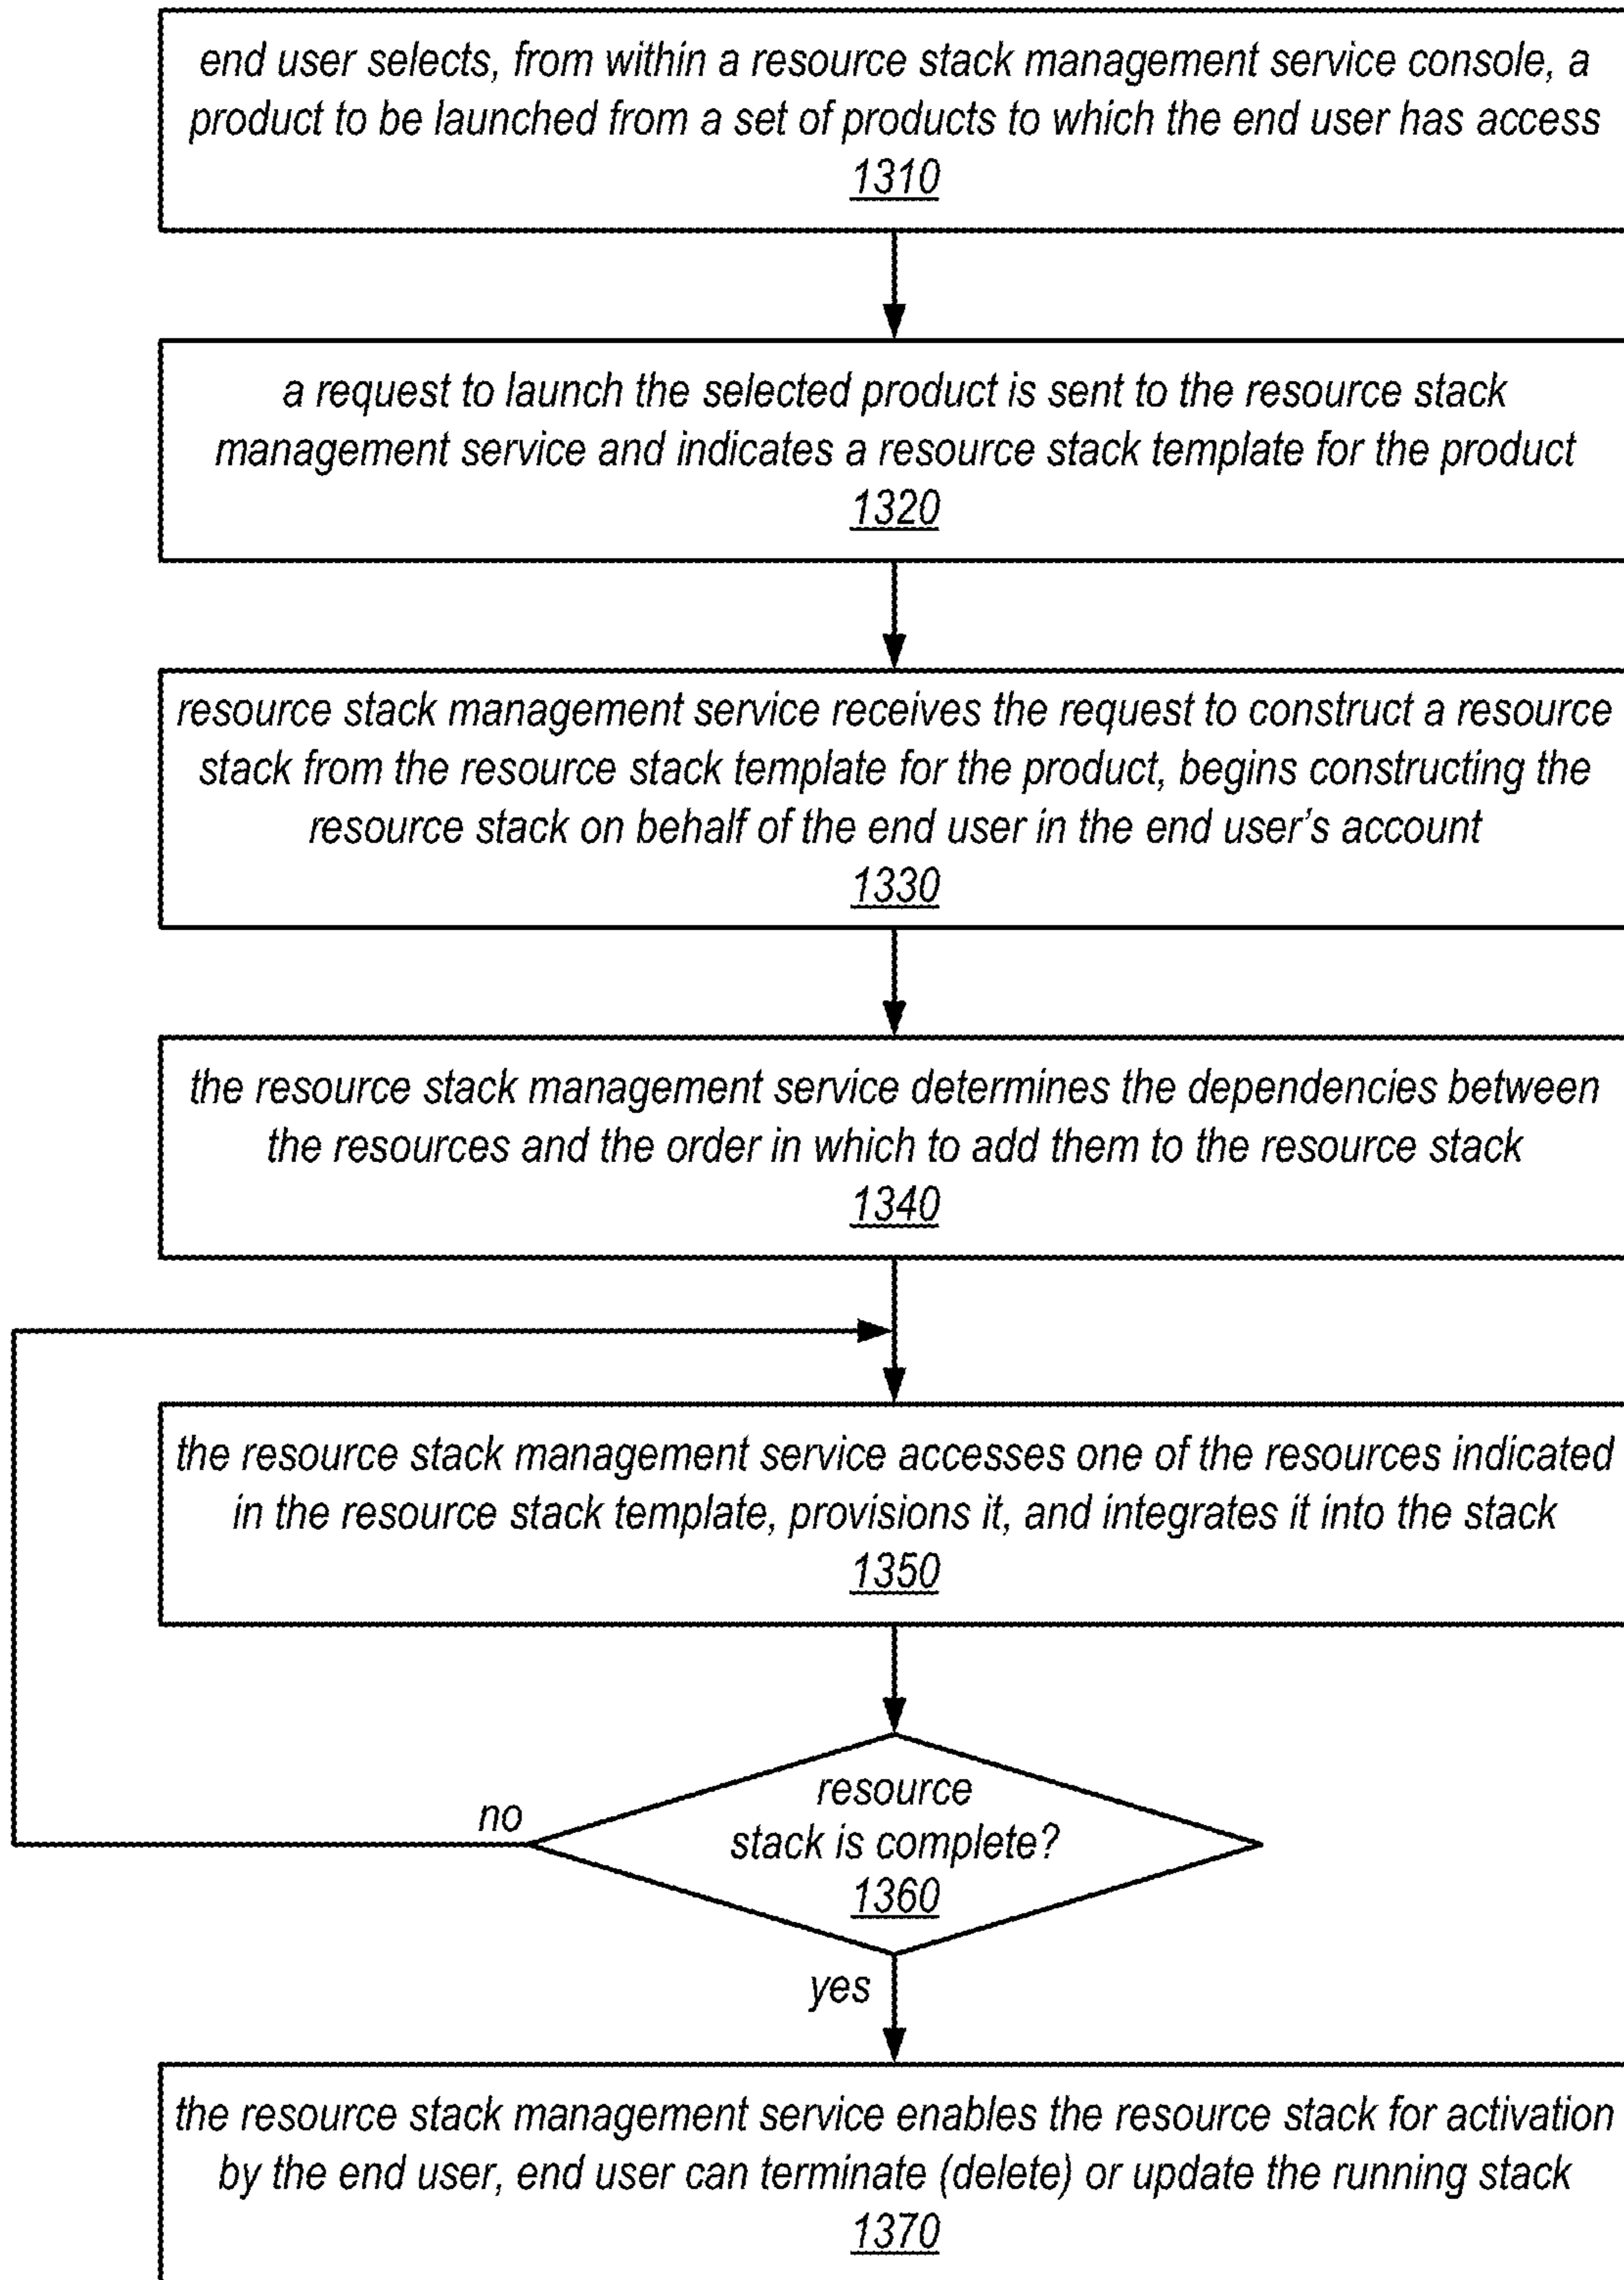 end user selects, from within a resource stack management service console, a
product to be launched from a set of products to which the end user has access
1310
a request to launch the selected product is sent to the resource stack
management service and indicates a resource stack template for the product
1320
resource stack management service receives the request to construct a resource
stack from the resource stack template for the product, begins constructing the
resource stack on behalf of the end user in the end user's account
1330
the resource stack management service determines the dependencies between
the resources and the order in which to add them to the resource stack
1340
the resource stack management service accesses one of the resources indicated
in the resource stack template, provisions it, and integrates it into the stack
1350
resource
stack is complete?
1360
no
yes
the resource stack management service enables the resource stack for activation
by the end user, end user can terminate (delete) or update the running stack
1370